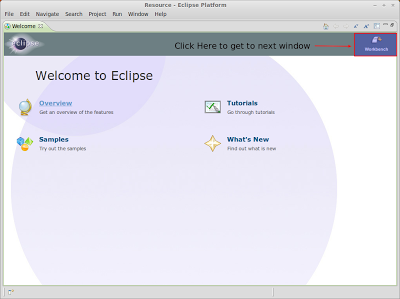 Resource - Eclipse Platform
File Edit Navigate Search Project Run Window Help
Welcome
eclipse
Click Here to get to next window
Workbench
Welcome to Eclipse
Overview
Get an overview of the features
Tutorials
Go through tutorials
Samples
Try out the samples
What's New
Find out what is new